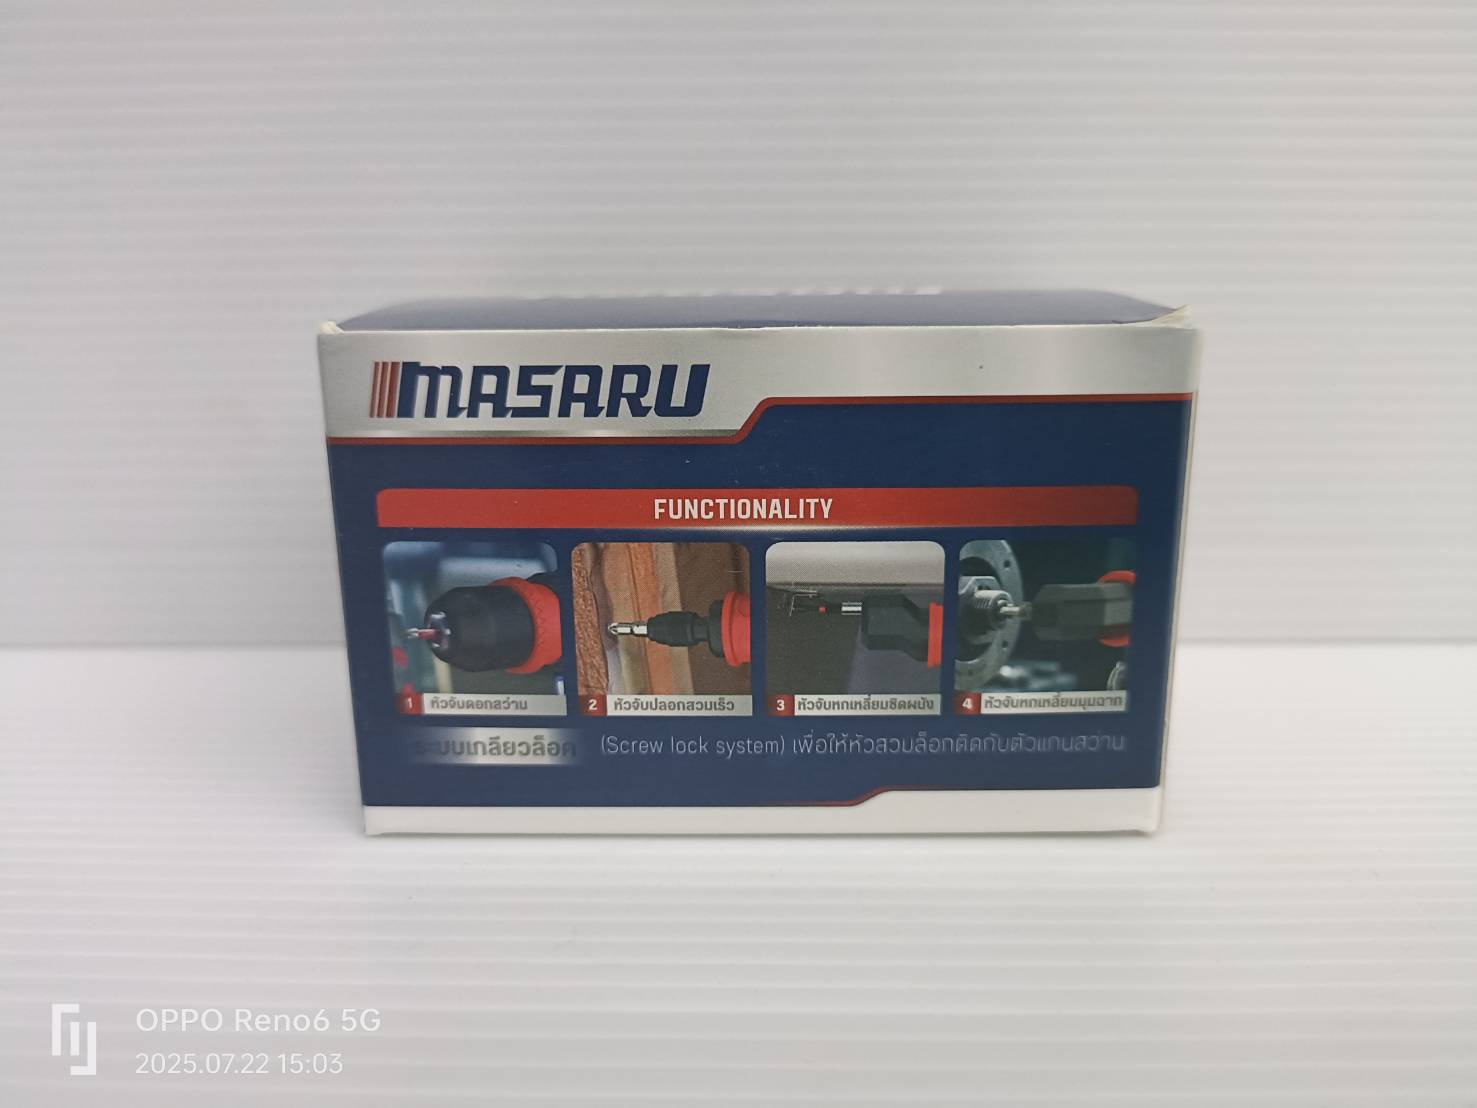 MASARU
FUNCTIONALITY
1 หัวจับดอกสว่าน
2 หัวจับปลอกสวมเร็ว
3 หัวจับหกเหลี่ยมชิดผนัง
4 หัวจับหกเหลี่ยมมุมฉาก
ระบบเกลียวล็อค (Screw lock system) เพื่อให้หัวสวมล็อกติดกับตัวแกนสว่าน
OPPO Reno6 5G
2025.07.22 15:03